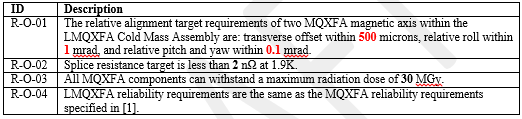 ID Description
R-O-01 The relative alignment target requirements of two MQXFA magnetic axis within the
LMQXFA Cold Mass Assembly are: transverse offset within 500 microns, relative roll within
1 mrad, and relative pitch and yaw within 0.1 mrad.
R-O-02 Splice resistance target is less than 2 nΩ at 1.9K.
R-O-03 All MQXFA components can withstand a maximum radiation dose of 30 MGy.
R-O-04 LMQXFA reliability requirements are the same as the MQXFA reliability requirements
specified in [1].